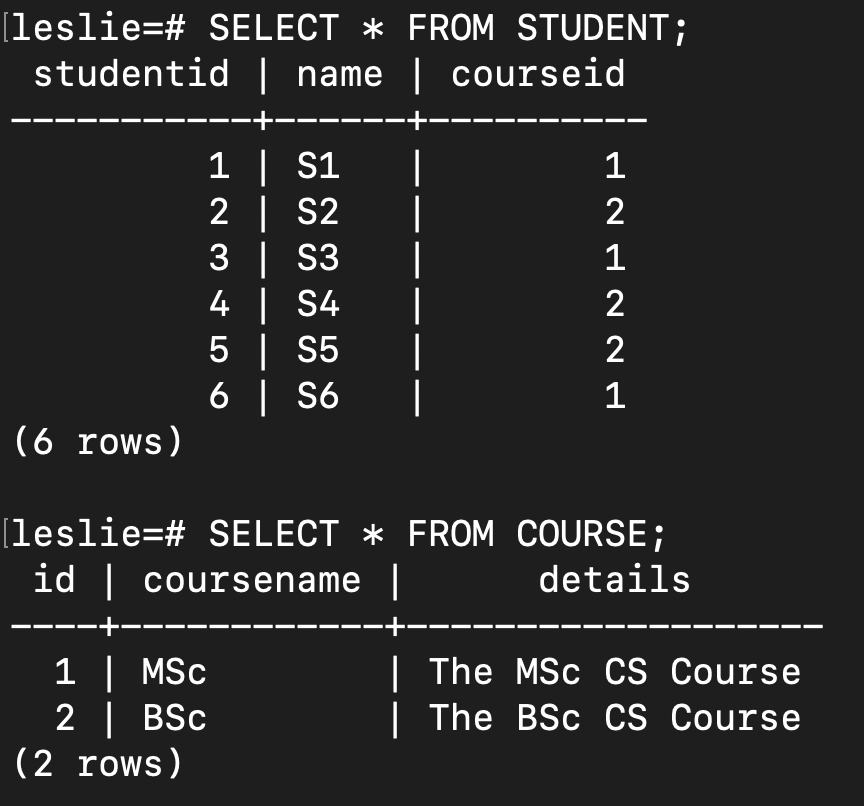 leslie=# SELECT * FROM STUDENT;
 studentid | name | courseid
-----------+------+----------
         1 | S1   |        1
         2 | S2   |        2
         3 | S3   |        1
         4 | S4   |        2
         5 | S5   |        2
         6 | S6   |        1
(6 rows)

leslie=# SELECT * FROM COURSE;
 id | coursename |      details
----+------------+-------------------
  1 | MSc        | The MSc CS Course
  2 | BSc        | The BSc CS Course
(2 rows)